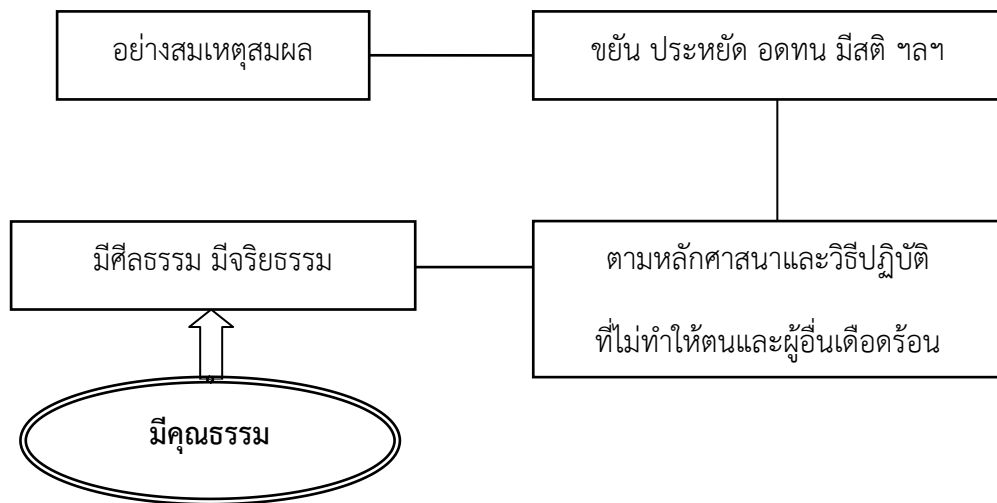 อย่างสมเหตุสมผล
ขยัน ประหยัด อดทน มีสติ ฯลฯ
มีศีลธรรม มีจริยธรรม
ตามหลักศาสนาและวิธีปฏิบัติ
ที่ไม่ทำให้ตนและผู้อื่นเดือดร้อน
มีคุณธรรม